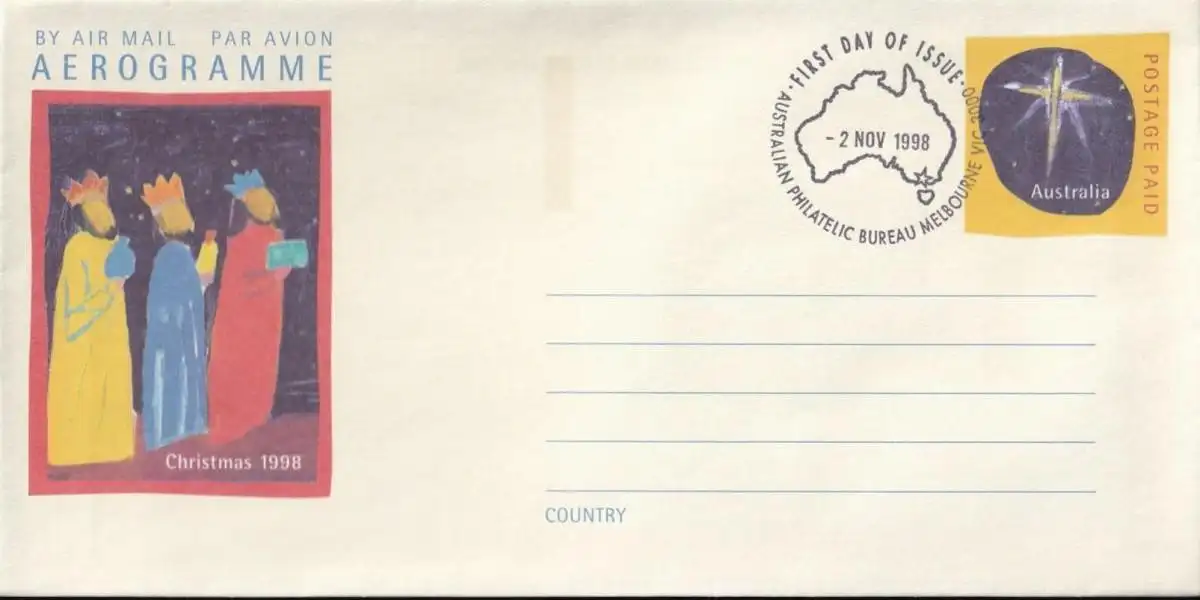 BY AIR MAIL PAR AVION
AEROGRAMME
Christmas 1998
·FIRST DAY OF ISSUE·
- 2 NOV 1998
AUSTRALIAN PHILATELIC BUREAU MELBOURNE VIC 3000
POSTAGE PAID
Australia
COUNTRY